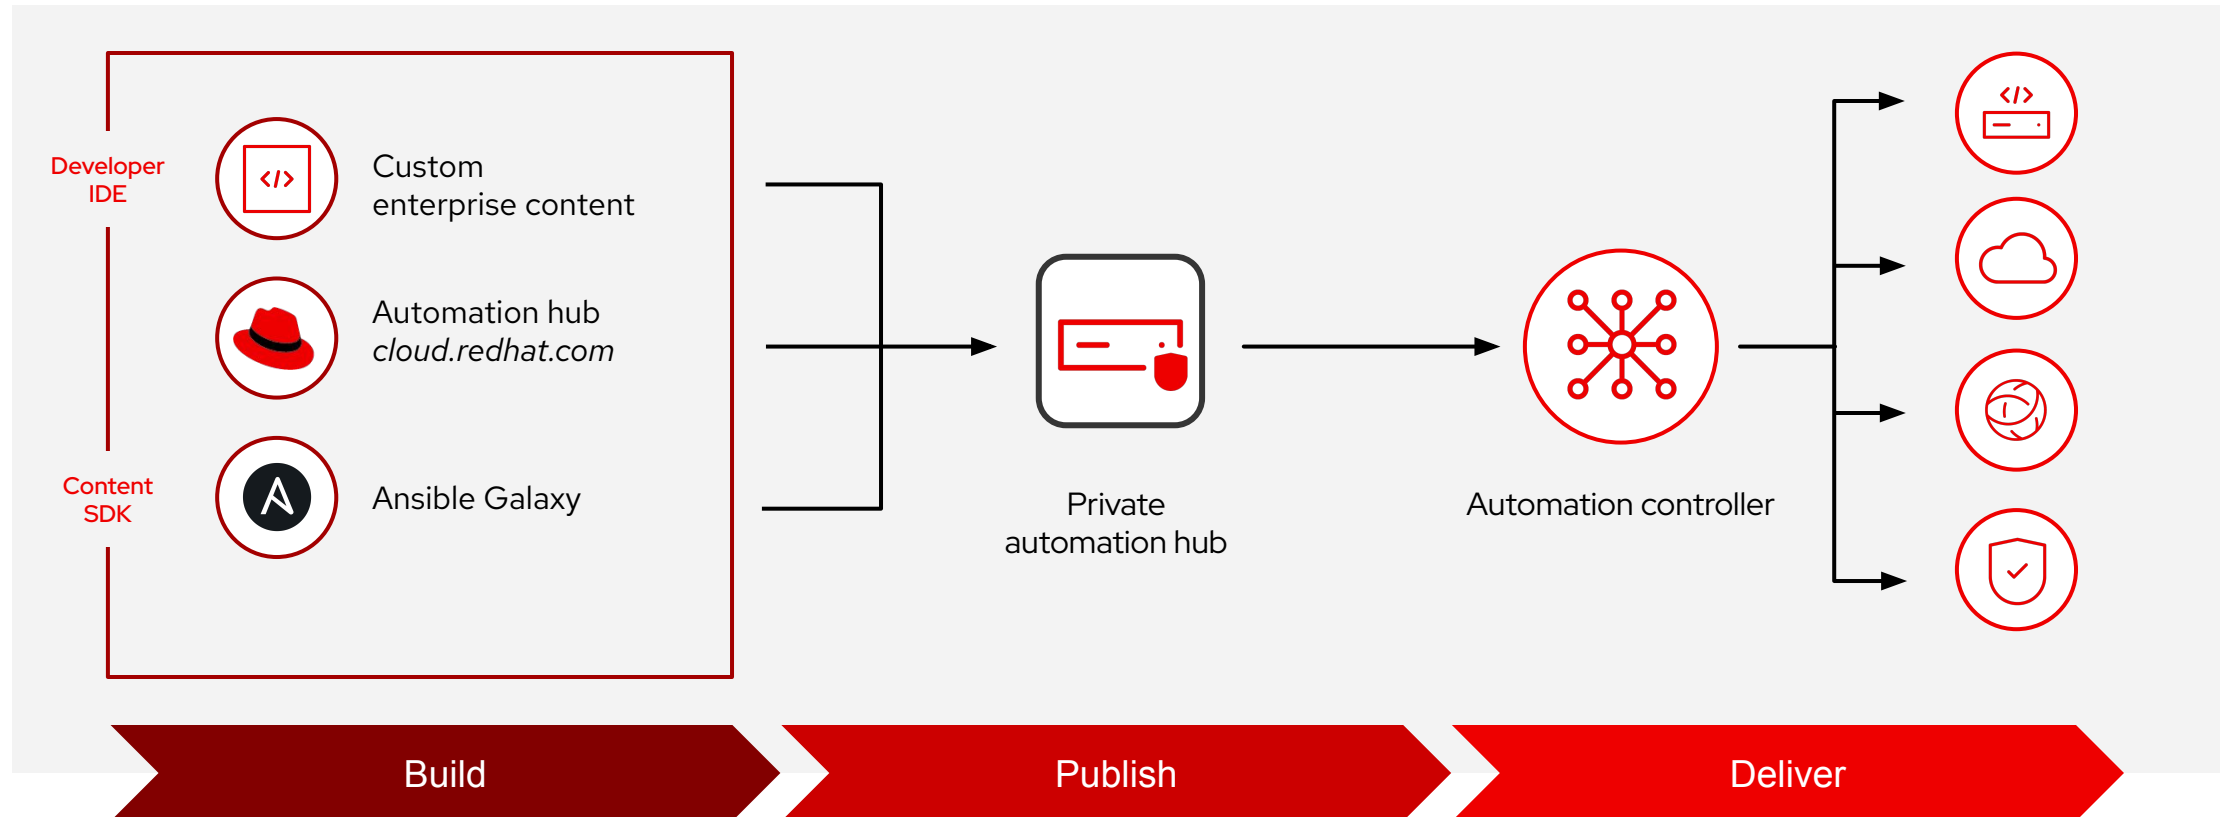 Developer
IDE
</>
Custom
enterprise content
Automation hub
cloud.redhat.com
Content
SDK
Ansible Galaxy
Private
automation hub
Automation controller
</>
Build
Publish
Deliver